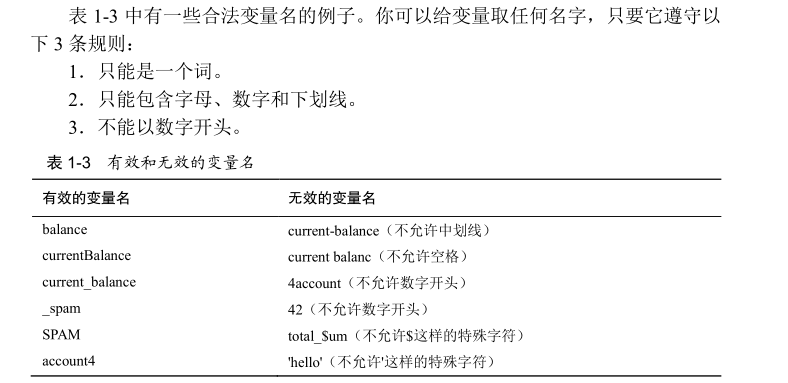 表 1-3 中有一些合法变量名的例子。你可以给变量取任何名字，只要它遵守以
下 3 条规则：
1．只能是一个词。
2．只能包含字母、数字和下划线。
3．不能以数字开头。
表 1-3 有效和无效的变量名
有效的变量名 无效的变量名
balance current-balance（不允许中划线）
currentBalance current balanc（不允许空格）
current_balance 4account（不允许数字开头）
_spam 42（不允许数字开头）
SPAM total_$um（不允许$这样的特殊字符）
account4 'hello'（不允许'这样的特殊字符）